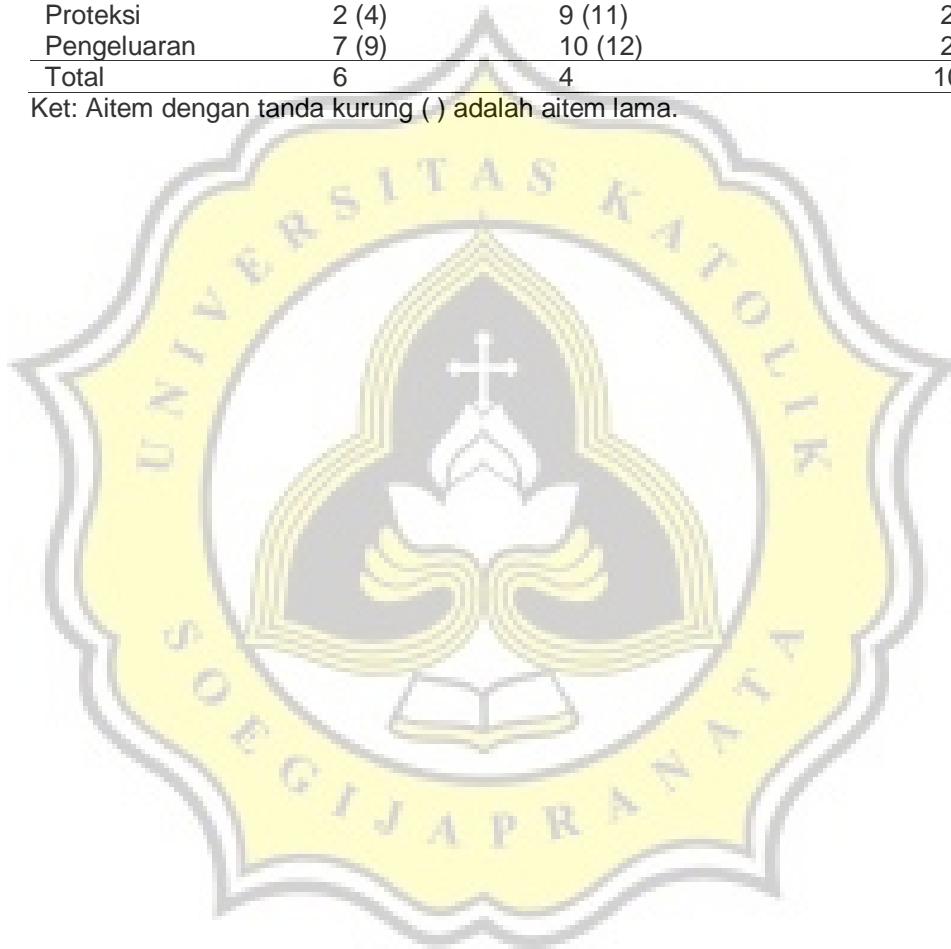 Proteksi 2 (4) 9 (11) 2
Pengeluaran 7 (9) 10 (12) 2
Total 6 4 10
Ket: Aitem dengan tanda kurung ( ) adalah aitem lama.
UNIVERSITAS KATOLIK
SOEGIJAPRANATA